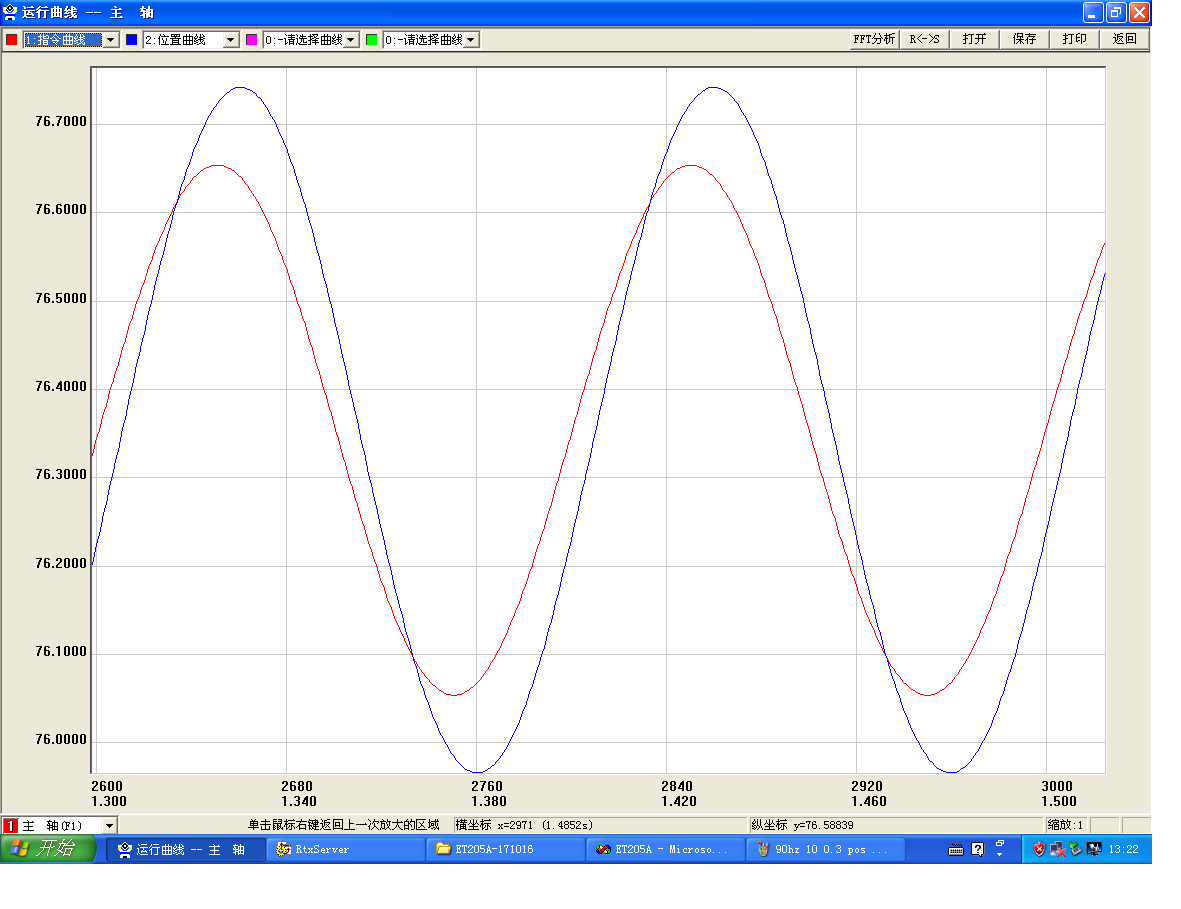 运行曲线 -- 主 轴
1:指令曲线 2:位置曲线 0:-请选择曲线 0:-请选择曲线 FFT分析 R<->S 打开 保存 打印 返回
76.7000
76.6000
76.5000
76.4000
76.3000
76.2000
76.1000
76.0000
2600 2680 2760 2840 2920 3000
1.300 1.340 1.380 1.420 1.460 1.500
1 主 轴(F1) 单击鼠标右键返回上一次放大的区域 横坐标 x=2971 (1.4852s) 纵坐标 y=76.58839 缩放:1
开始 运行曲线 -- 主 轴 RtxServer ET205A-171016 ET205A - Microso... 90hz 10 0.3 pos ... 13:22